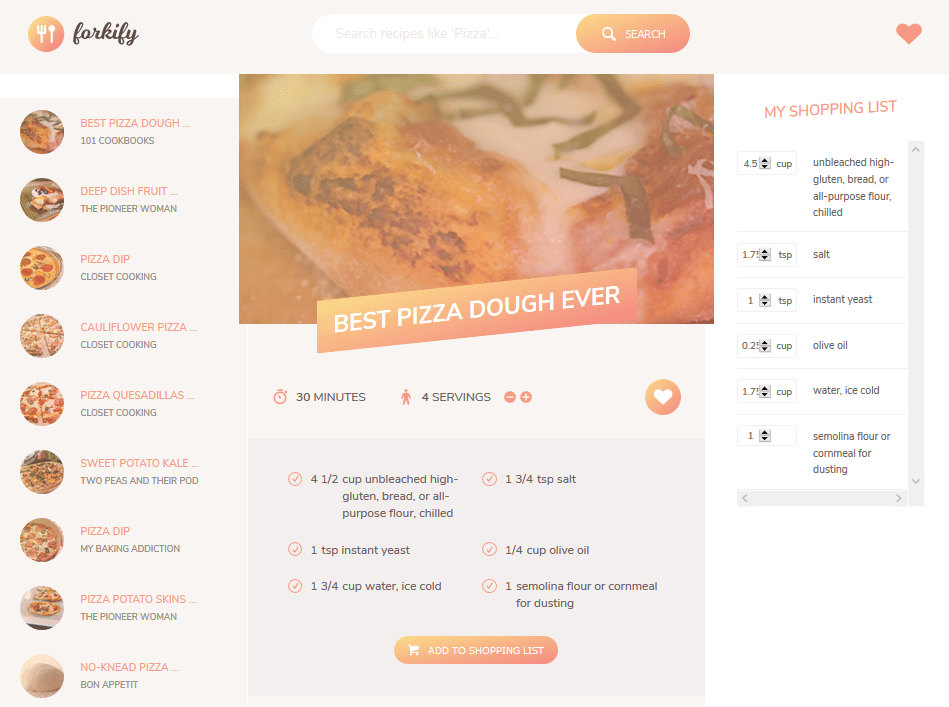 forkify
Search recipes like 'Pizza'...
SEARCH
BEST PIZZA DOUGH ...
101 COOKBOOKS
DEEP DISH FRUIT ...
THE PIONEER WOMAN
PIZZA DIP
CLOSET COOKING
CAULIFLOWER PIZZA ...
CLOSET COOKING
PIZZA QUESADILLAS ...
CLOSET COOKING
SWEET POTATO KALE ...
TWO PEAS AND THEIR POD
PIZZA DIP
MY BAKING ADDICTION
PIZZA POTATO SKINS ...
THE PIONEER WOMAN
NO-KNEAD PIZZA ...
BON APPETIT
BEST PIZZA DOUGH EVER
30 MINUTES
4 SERVINGS
4 1/2 cup unbleached high-
gluten, bread, or all-
purpose flour, chilled
1 3/4 tsp salt
1 tsp instant yeast
1/4 cup olive oil
1 3/4 cup water, ice cold
1 semolina flour or cornmeal
for dusting
ADD TO SHOPPING LIST
MY SHOPPING LIST
4.5 cup unbleached high-
gluten, bread, or
all-purpose flour,
chilled
1.75 tsp salt
1 tsp instant yeast
0.25 cup olive oil
1.75 cup water, ice cold
1 semolina flour or
cornmeal for
dusting